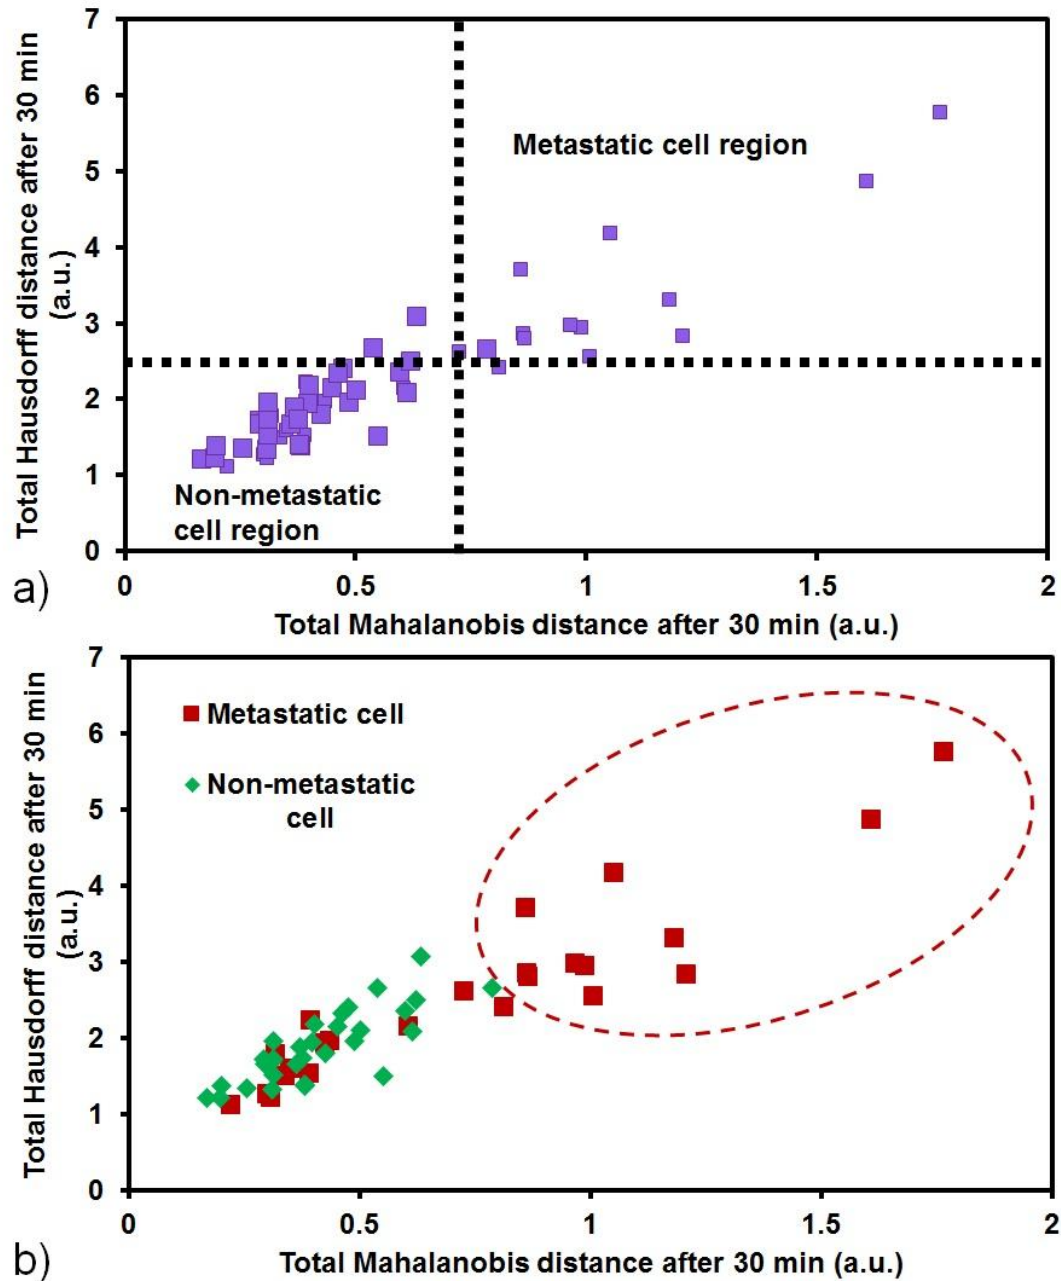 7
6
5
4
3
2
1
0
Total Hausdorff distance after 30 min
(a.u.)
Metastatic cell region
Non-metastatic
cell region
0 0.5 1 1.5 2
a)
Total Mahalanobis distance after 30 min (a.u.)
7
6
5
4
3
2
1
0
Total Hausdorff distance after 30 min
(a.u.)
Metastatic cell
Non-metastatic
cell
0 0.5 1 1.5 2
b)
Total Mahalanobis distance after 30 min (a.u.)